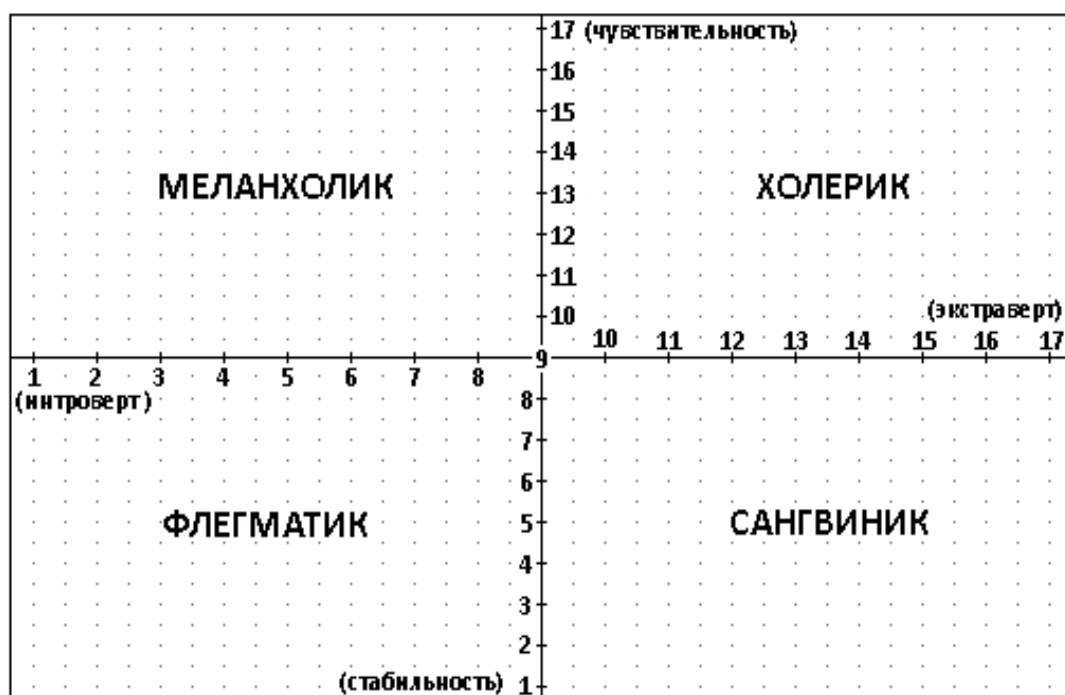 17 (чувствительность)
16
15
14
МЕЛАНХОЛИК 13 ХОЛЕРИК
12
11
10 (экстраверт)
10 11 12 13 14 15 16 17
9
1 2 3 4 5 6 7 8
(интроверт) 8
7
6
ФЛЕГМАТИК 5 САНГВИНИК
4
3
2
(стабильность) 1